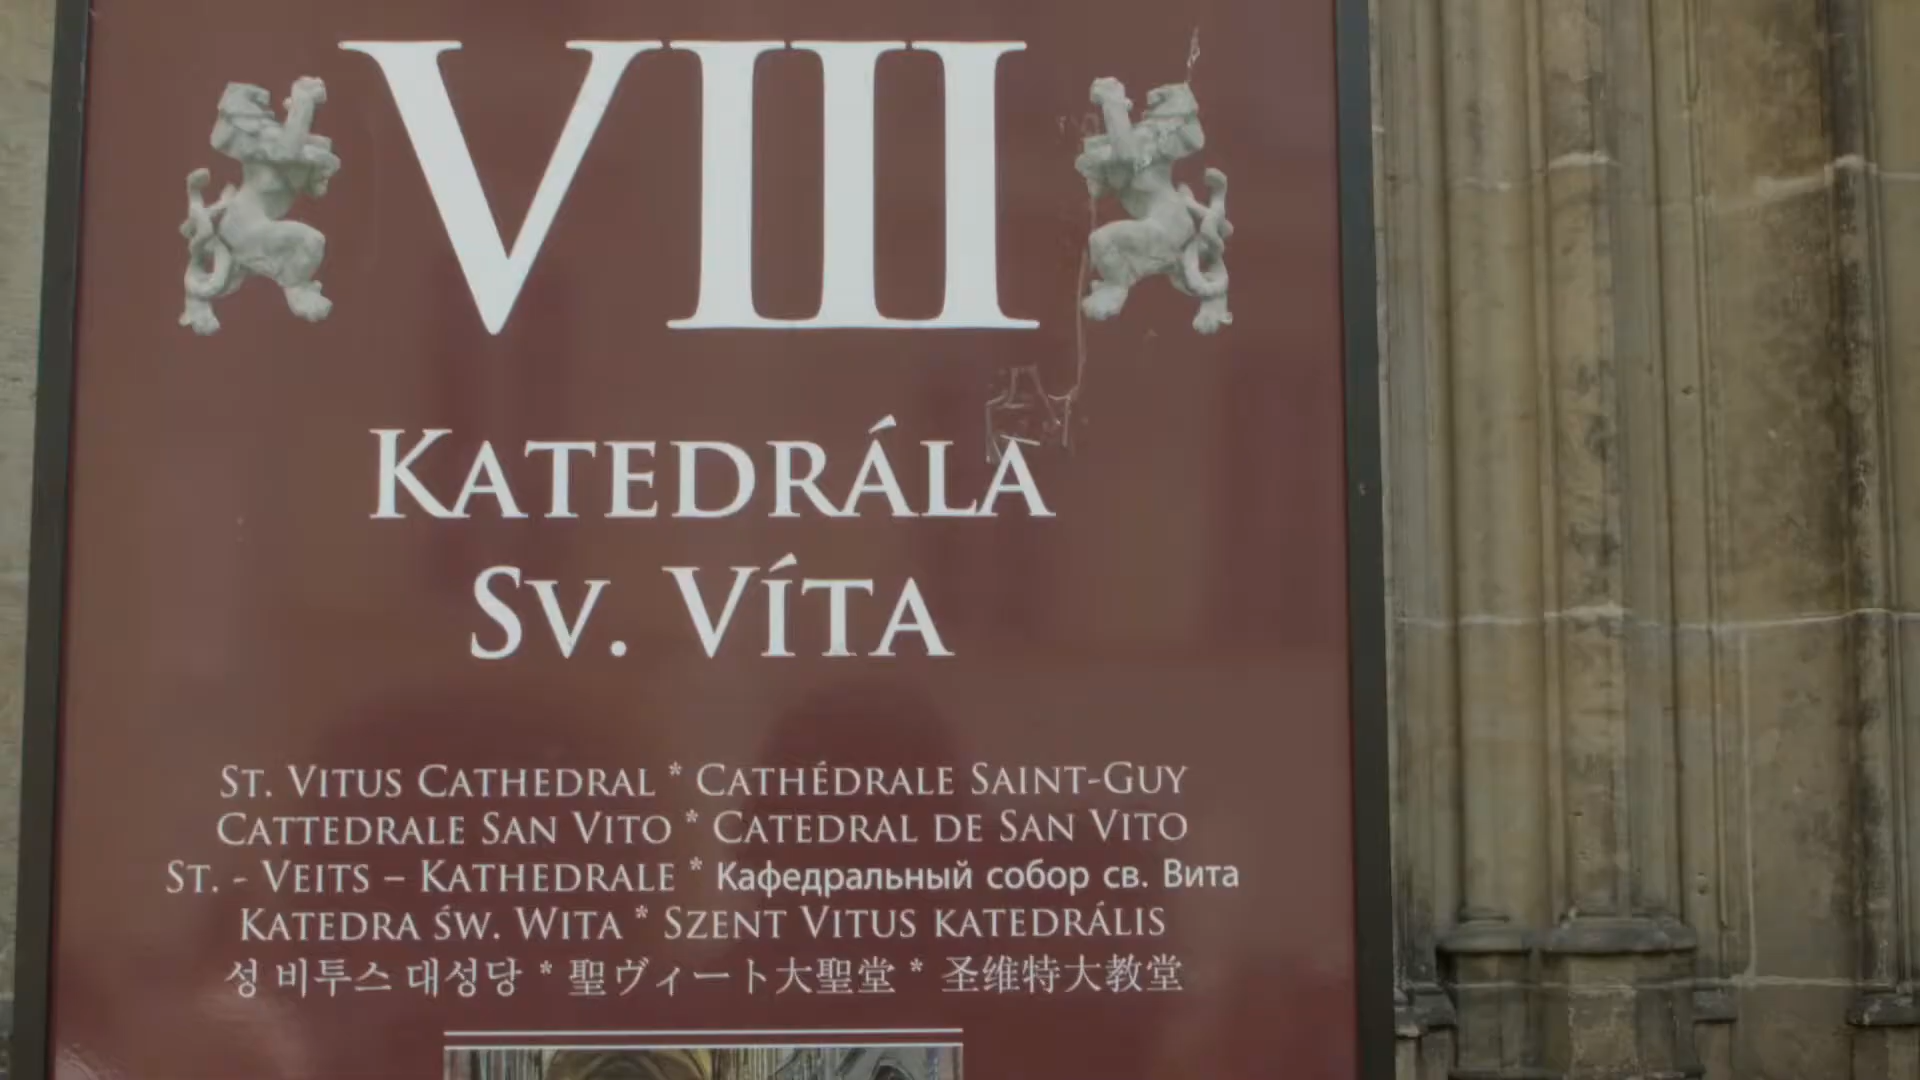 VIII
KATEDRÁLA
SV. VÍTA
ST. VITUS CATHEDRAL * CATHÉDRALE SAINT-GUY
CATTEDRALE SAN VITO * CATEDRAL DE SAN VITO
ST. - VEITS – KATHEDRALE * Кафедральный собор св. Вита
KATEDRA ŚW. WITA * SZENT VITUS KATEDRÁLIS
성 비투스 대성당 * 聖ヴィート大聖堂 * 圣维特大教堂